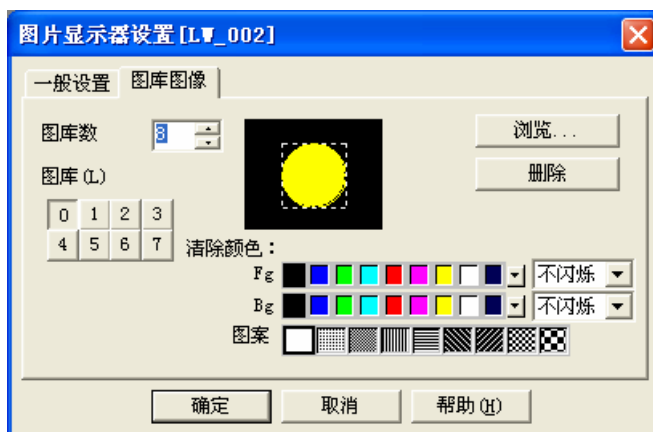 图片显示器设置[LW_002]
一般设置 图库图像
图库数 8 浏览...
图库(L) 删除
0 1 2 3
4 5 6 7 清除颜色：
Fg 不闪烁
Bg 不闪烁
图案
确定 取消 帮助(H)